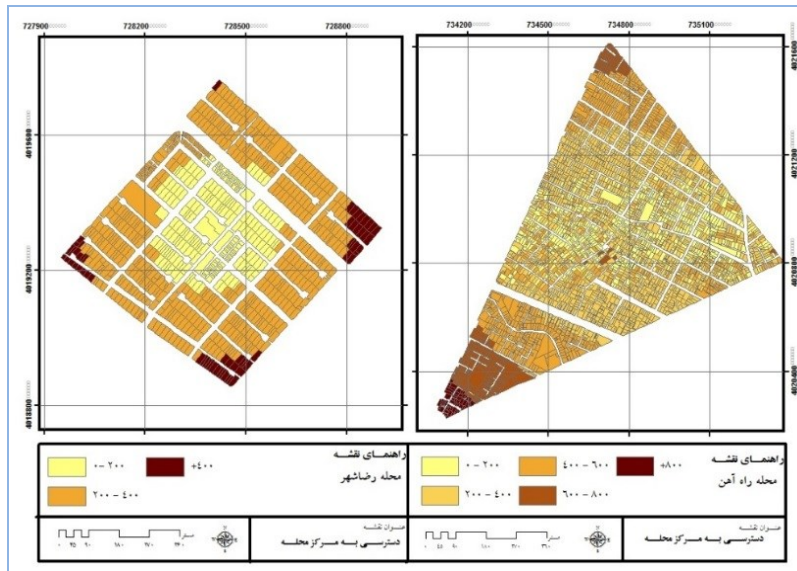 727900 728200 728500 728800
734200 734500 734800 735100
4019600
4019200
4018800
4021600
4021200
4020800
4020400
راهنمای نقشه
محله رضاشهر
۰-۲۰۰
+۴۰۰
۲۰۰-۴۰۰
راهنمای نقشه
محله راه آهن
۰-۲۰۰
۴۰۰-۶۰۰
+۸۰۰
۲۰۰-۴۰۰
۶۰۰-۸۰۰
عنوان نقشه
دسترسی به مرکز محله
متر
عنوان نقشه
دسترسی به مرکز محله
متر